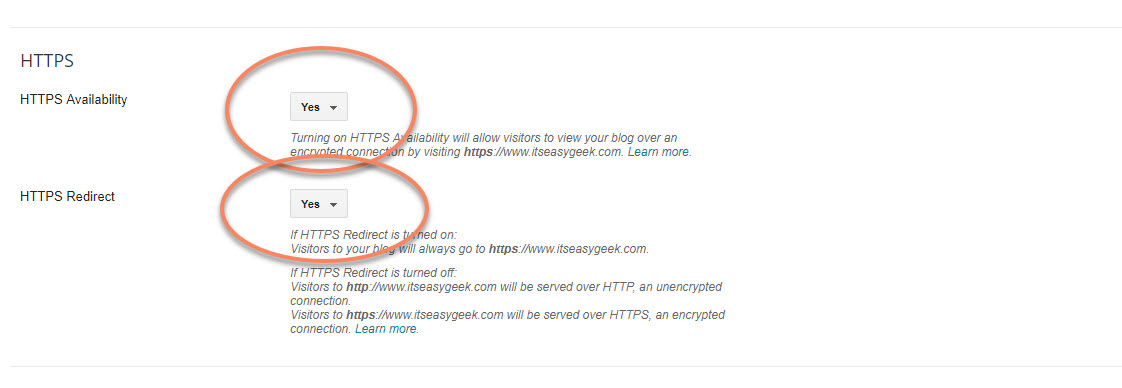 HTTPS
HTTPS Availability
Yes
Turning on HTTPS Availability will allow visitors to view your blog over an
encrypted connection by visiting https://www.itseasygeek.com. Learn more.
HTTPS Redirect
Yes
If HTTPS Redirect is turned on:
Visitors to your blog will always go to https://www.itseasygeek.com.
If HTTPS Redirect is turned off:
Visitors to http://www.itseasygeek.com will be served over HTTP, an unencrypted
connection.
Visitors to https://www.itseasygeek.com will be served over HTTPS, an encrypted
connection. Learn more.